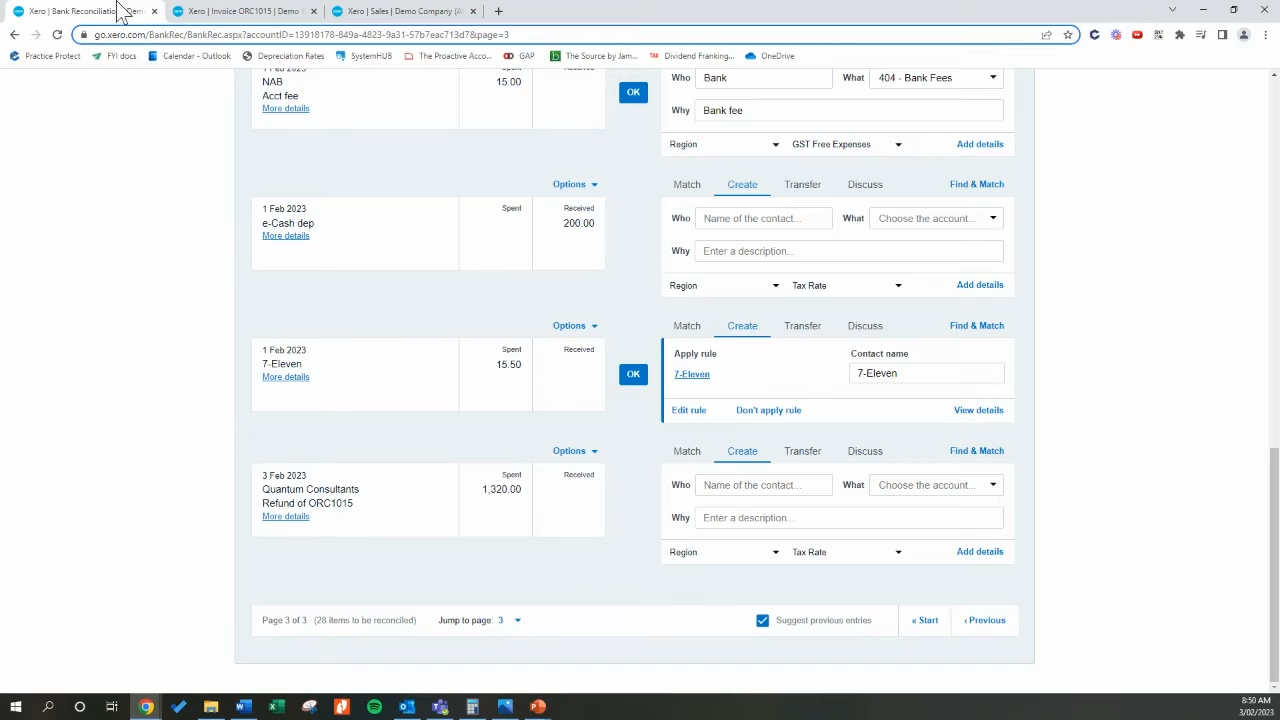 Xero | Bank Reconciliation
Demo
Xero | Invoice ORC1015 | Demo
Xero | Sales | Demo Company (A
go.xero.com/BankRec/BankRec.aspx?accountID=13918178-849a-4823-9a31-57b7eac713d7&page=3
Practice Protect
FYI docs
Calendar - Outlook
Depreciation Rates
SystemHUB
The Proactive Acco...
GAP
The Source by Jam...
Dividend Franking...
OneDrive
1 Feb 2023
NAB
Acct fee
More details
15.00
Received
OK
Who Bank What 404 - Bank Fees
Why Bank fee
Region GST Free Expenses Add details
Options
Match Create Transfer Discuss Find & Match
1 Feb 2023
e-Cash dep
More details
Spent
Received
200.00
Who Name of the contact... What Choose the account...
Why Enter a description...
Region Tax Rate Add details
Options
Match Create Transfer Discuss Find & Match
1 Feb 2023
7-Eleven
More details
Spent
15.50
Received
OK
Apply rule
7-Eleven
Contact name
7-Eleven
Edit rule Don't apply rule View details
Options
Match Create Transfer Discuss Find & Match
3 Feb 2023
Quantum Consultants
Refund of ORC1015
More details
Spent
1,320.00
Received
Who Name of the contact... What Choose the account...
Why Enter a description...
Region Tax Rate Add details
Page 3 of 3 (28 items to be reconciled) Jump to page: 3
Suggest previous entries
« Start
‹ Previous
8:50 AM
3/02/2023